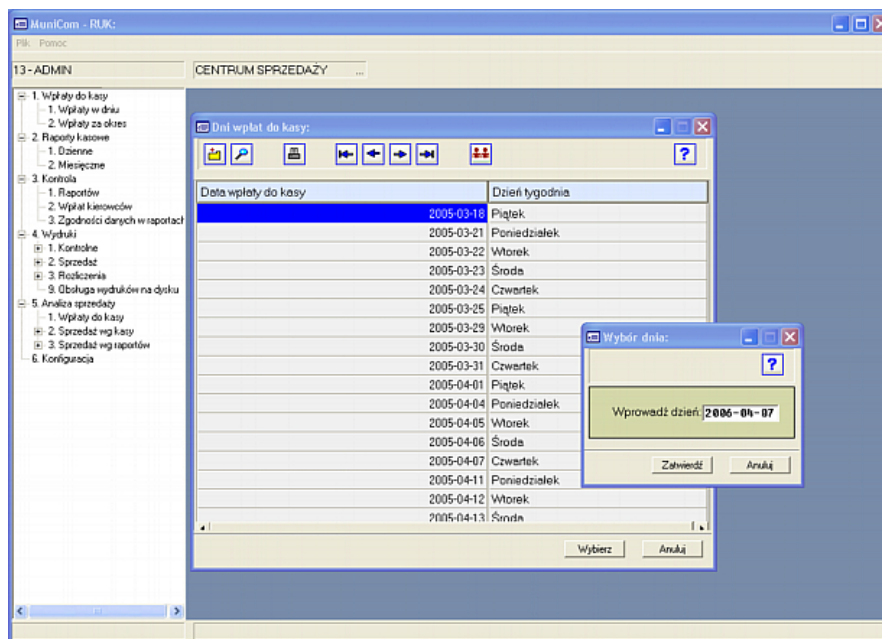 MuniCom - RUK:
Plik Pomoc
13-ADMIN
CENTRUM SPRZEDAŻY ...
1. Wpłaty do kasy
1. Wpłaty w dniu
2. Wpłaty za okres
2. Raporty kasowe
1. Dzienne
2. Miesięczne
3. Kontrola
1. Raportów
2. Wpłat kierowców
3. Zgodności danych w raportach
4. Wydruki
1. Kontrolne
2. Sprzedaż
3. Rozliczenia
9. Obsługa wydruków na dysku
5. Analiza sprzedaży
1. Wpłaty do kasy
2. Sprzedaż wg kasy
3. Sprzedaż wg raportów
6. Konfiguracja
Dni wpłat do kasy:
?
Data wpłaty do kasy Dzień tygodnia
2005-03-18 Piątek
2005-03-21 Poniedziałek
2005-03-22 Wtorek
2005-03-23 Środa
2005-03-24 Czwartek
2005-03-25 Piątek
2005-03-29 Wtorek
2005-03-30 Środa
2005-03-31 Czwartek
2005-04-01 Piątek
2005-04-04 Poniedziałek
2005-04-05 Wtorek
2005-04-06 Środa
2005-04-07 Czwartek
2005-04-11 Poniedziałek
2005-04-12 Wtorek
2005-04-13 Środa
Wybierz Anuluj
Wybór dnia:
?
Wprowadź dzień: 2006-04-07
Zatwierdź Anuluj